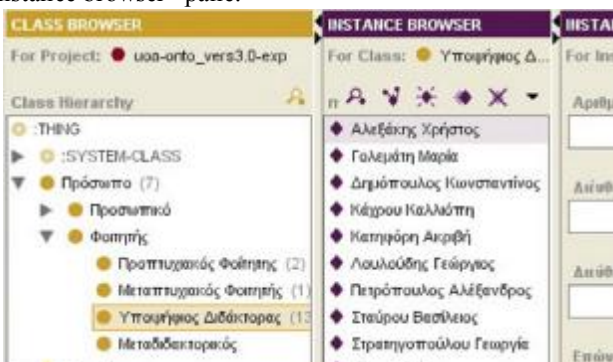 instance browser" pane.
CLASS BROWSER
For Project: uoa-onto_vers3.0-exp
Class Hierarchy
:THING
:SYSTEM-CLASS
Πρόσωπο (7)
Προσωπικό
Φοιτητής
Προπτυχιακός Φοίτητης (2)
Μεταπτυχιακός Φοιτητής (1)
Υποψήφιος Διδάκτορας (13
Μεταδιδακτορικός
INSTANCE BROWSER
For Class: Υποψήφιος Δ...
Αλεξάκης Χρήστος
Γολεμάτη Μαρία
Δημόπουλος Κωνσταντίνος
Κάχρου Καλλιόπη
Κατηφόρη Ακριβή
Λουλούδης Γεώργιος
Πετρόπουλος Αλέξανδρος
Σταύρου Βασίλειος
Στρατηγοπούλου Γεωργία
INSTA
For Ins
Αριθμ
Διεύθ
Διεύθ
Επών